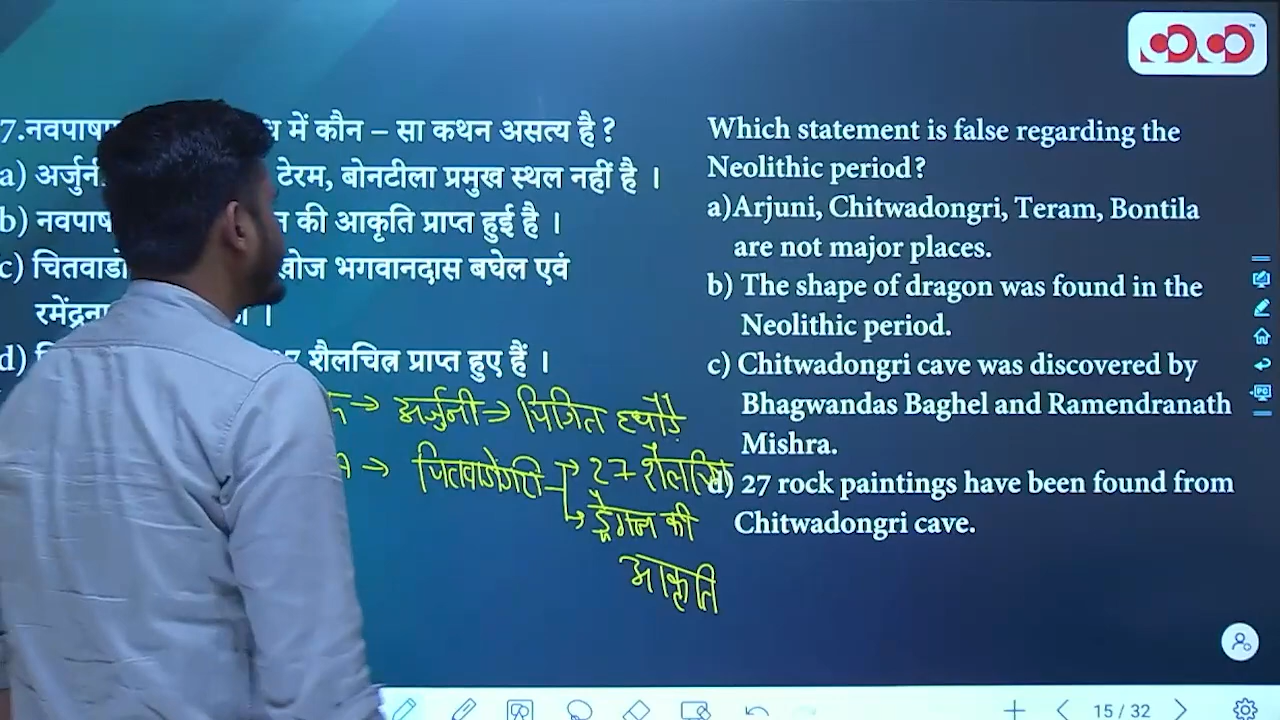 7.नवपाषा में कौन – सा कथन असत्य है ?
a) अर्जुन टेरम, बोनटीला प्रमुख स्थल नहीं है ।
b) नवपाष की आकृति प्राप्त हुई है ।
c) चितवाडो खोज भगवानदास बघेल एवं
रमेंद्रना ।
d) शैलचित्र प्राप्त हुए हैं ।
→ अर्जुनी → छिद्रित हथौड़े
→ चितवाडोंगरी → 27 शैलचित्र
→ ड्रैगन की
आकृति
Which statement is false regarding the
Neolithic period?
a)Arjuni, Chitwadongri, Teram, Bontila
are not major places.
b) The shape of dragon was found in the
Neolithic period.
c) Chitwadongri cave was discovered by
Bhagwandas Baghel and Ramendranath
Mishra.
d) 27 rock paintings have been found from
Chitwadongri cave.
15 / 32